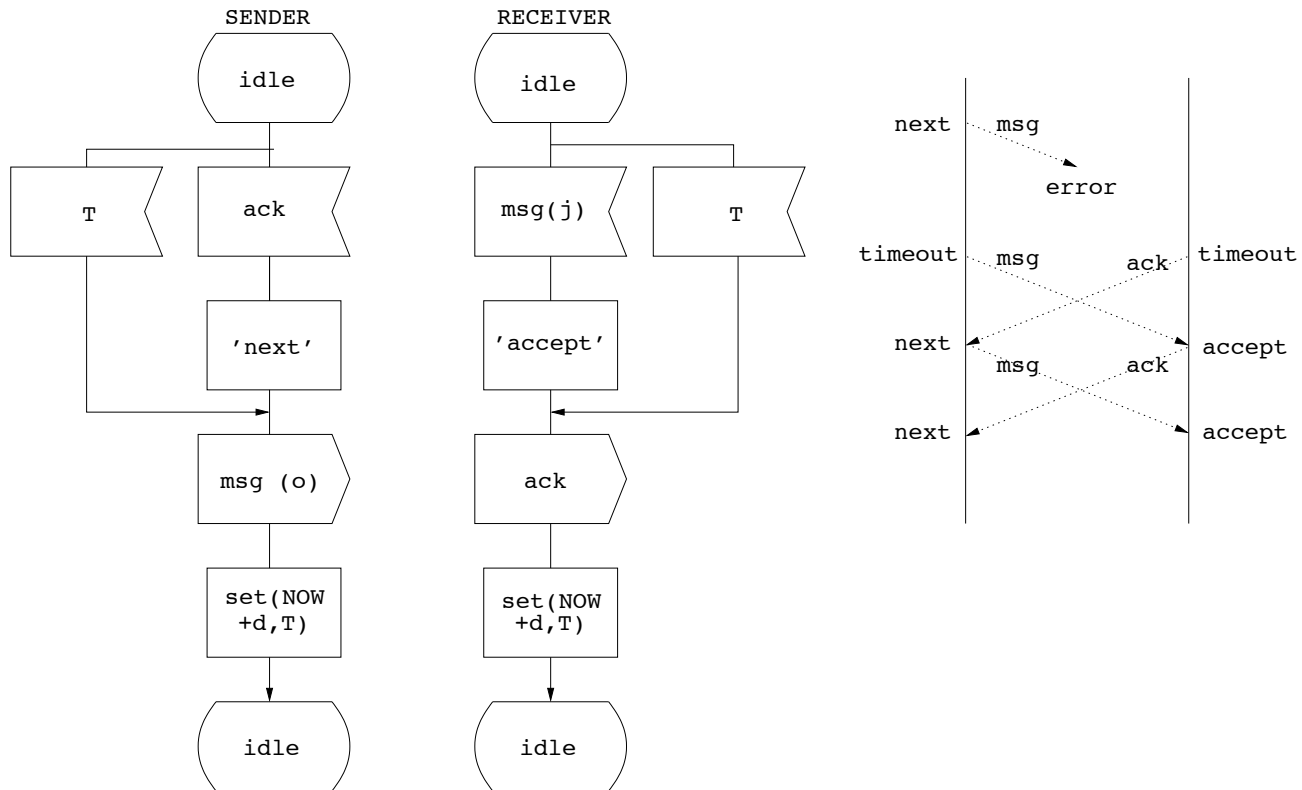 SENDER
idle
T
ack
'next'
msg (o)
set(NOW
+d,T)
idle
RECEIVER
idle
msg(j)
T
'accept'
ack
set(NOW
+d,T)
idle
next
msg
error
timeout
msg
ack
timeout
next
msg
ack
accept
next
accept